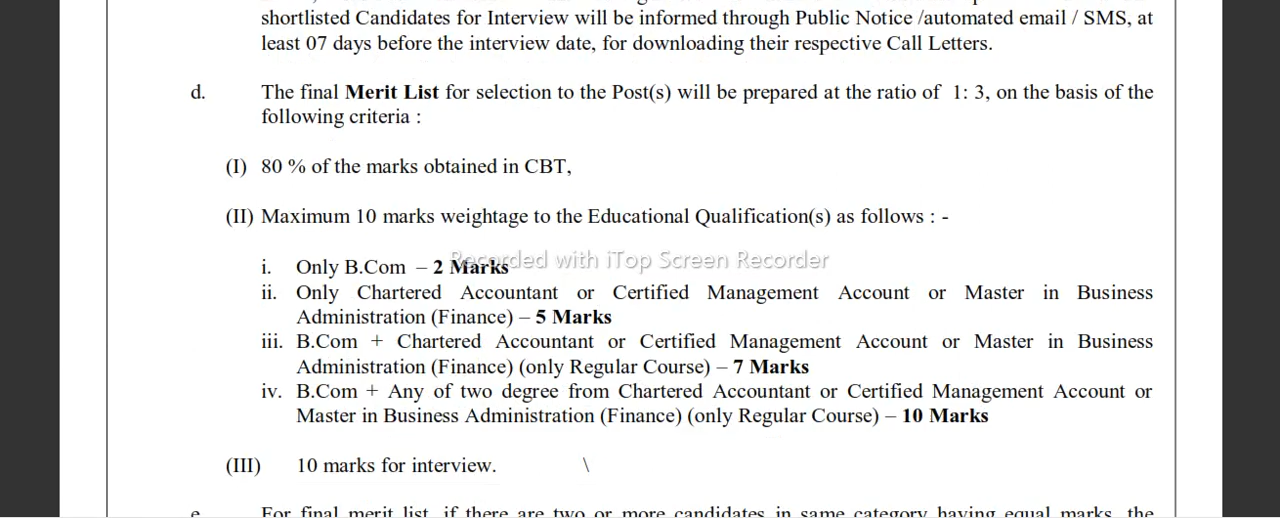 shortlisted Candidates for Interview will be informed through Public Notice /automated email / SMS, at
least 07 days before the interview date, for downloading their respective Call Letters.
d. The final Merit List for selection to the Post(s) will be prepared at the ratio of 1: 3, on the basis of the
following criteria :
(I) 80 % of the marks obtained in CBT,
(II) Maximum 10 marks weightage to the Educational Qualification(s) as follows : -
Recorded with iTop Screen Recorder
i. Only B.Com – 2 Marks
ii. Only Chartered Accountant or Certified Management Account or Master in Business
Administration (Finance) – 5 Marks
iii. B.Com + Chartered Accountant or Certified Management Account or Master in Business
Administration (Finance) (only Regular Course) – 7 Marks
iv. B.Com + Any of two degree from Chartered Accountant or Certified Management Account or
Master in Business Administration (Finance) (only Regular Course) – 10 Marks
(III) 10 marks for interview. \
e. For final merit list, if there are two or more candidates in same category having equal marks, the